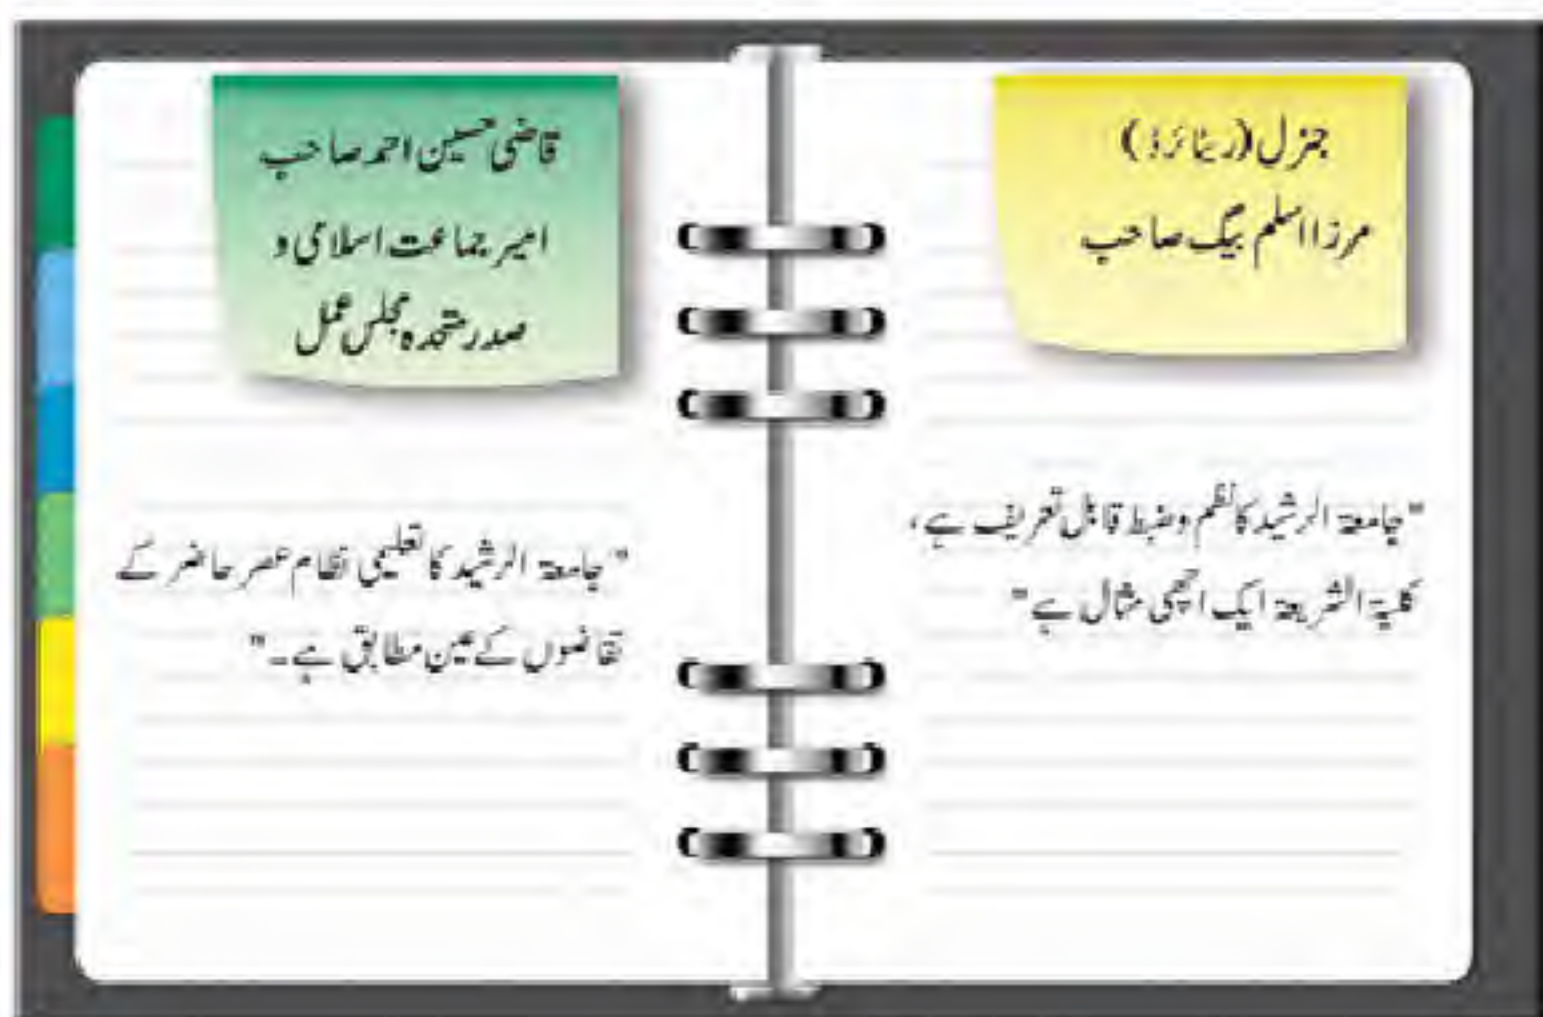 جنرل (ریٹائرڈ)
مرزا اسلم بیگ صاحب
"جامعۃ الرشید کا نظم و ضبط قابل تعریف ہے،
کلیۃ الشریعۃ ایک اچھی مثال ہے"
قاضی حسین احمد صاحب
امیر جماعت اسلامی و
صدر متحدہ مجلس عمل
"جامعۃ الرشید کا تعلیمی نظام عصر حاضر کے
تقاضوں کے عین مطابق ہے۔"